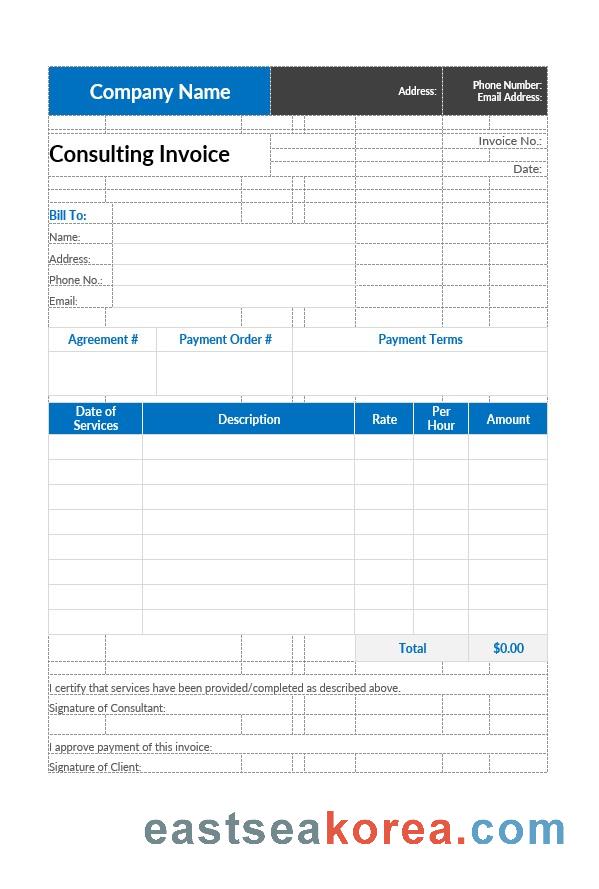 Company Name
Address:
Phone Number:
Email Address:
Consulting Invoice
Invoice No.:
Date:
Bill To:
Name:
Address:
Phone No.:
Email:
Agreement # Payment Order # Payment Terms
Date of Services Description Rate Per Hour Amount
Total $0.00
I certify that services have been provided/completed as described above.
Signature of Consultant:
I approve payment of this invoice:
Signature of Client:
eastseakorea.com